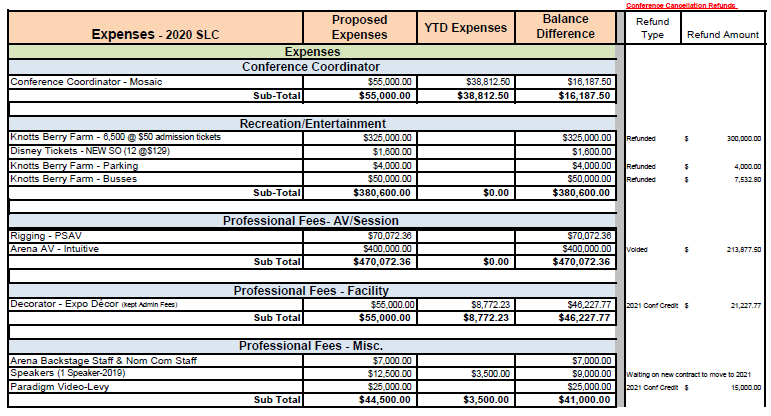 Conference Cancellation Refunds
Expenses - 2020 SLC Proposed Expenses YTD Expenses Balance Difference Refund Type Refund Amount
Expenses
Conference Coordinator
Conference Coordinator - Mosaic $55,000.00 $38,812.50 $16,187.50
Sub-Total $55,000.00 $38,812.50 $16,187.50
Recreation/Entertainment
Knotts Berry Farm - 6,500 @ $50 admission tickets $325,000.00 $325,000.00 Refunded $ 300,000.00
Disney Tickets - NEW SO (12 @$129) $1,600.00 $1,600.00
Knotts Berry Farm - Parking $4,000.00 $4,000.00 Refunded $ 4,000.00
Knotts Berry Farm - Busses $50,000.00 $50,000.00 Refunded $ 7,532.80
Sub-Total $380,600.00 $0.00 $380,600.00
Professional Fees- AV/Session
Rigging - PSAV $70,072.36 $70,072.36
Arena AV - Intuitive $400,000.00 $400,000.00 Voided $ 213,877.50
Sub Total $470,072.36 $0.00 $470,072.36
Professional Fees - Facility
Decorator - Expo Décor (kept Admin Fees) $55,000.00 $8,772.23 $46,227.77 2021 Conf Credit $ 21,227.77
Sub Total $55,000.00 $8,772.23 $46,227.77
Professional Fees - Misc.
Arena Backstage Staff & Nom Com Staff $7,000.00 $7,000.00
Speakers (1 Speaker-2019) $12,500.00 $3,500.00 $9,000.00 Waiting on new contract to move to 2021
Paradigm Video-Levy $25,000.00 $25,000.00 2021 Conf Credit $ 15,000.00
Sub Total $44,500.00 $3,500.00 $41,000.00